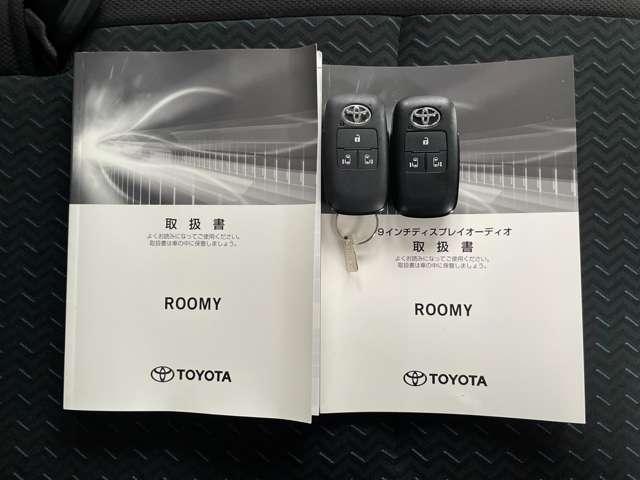 取扱書
よくお読みになってご使用ください。
取扱書は車の中に保管しましょう。
ROOMY
TOYOTA
9インチディスプレイオーディオ
取扱書
よくお読みになってご使用ください。
取扱書は車の中に保管しましょう。
ROOMY
TOYOTA